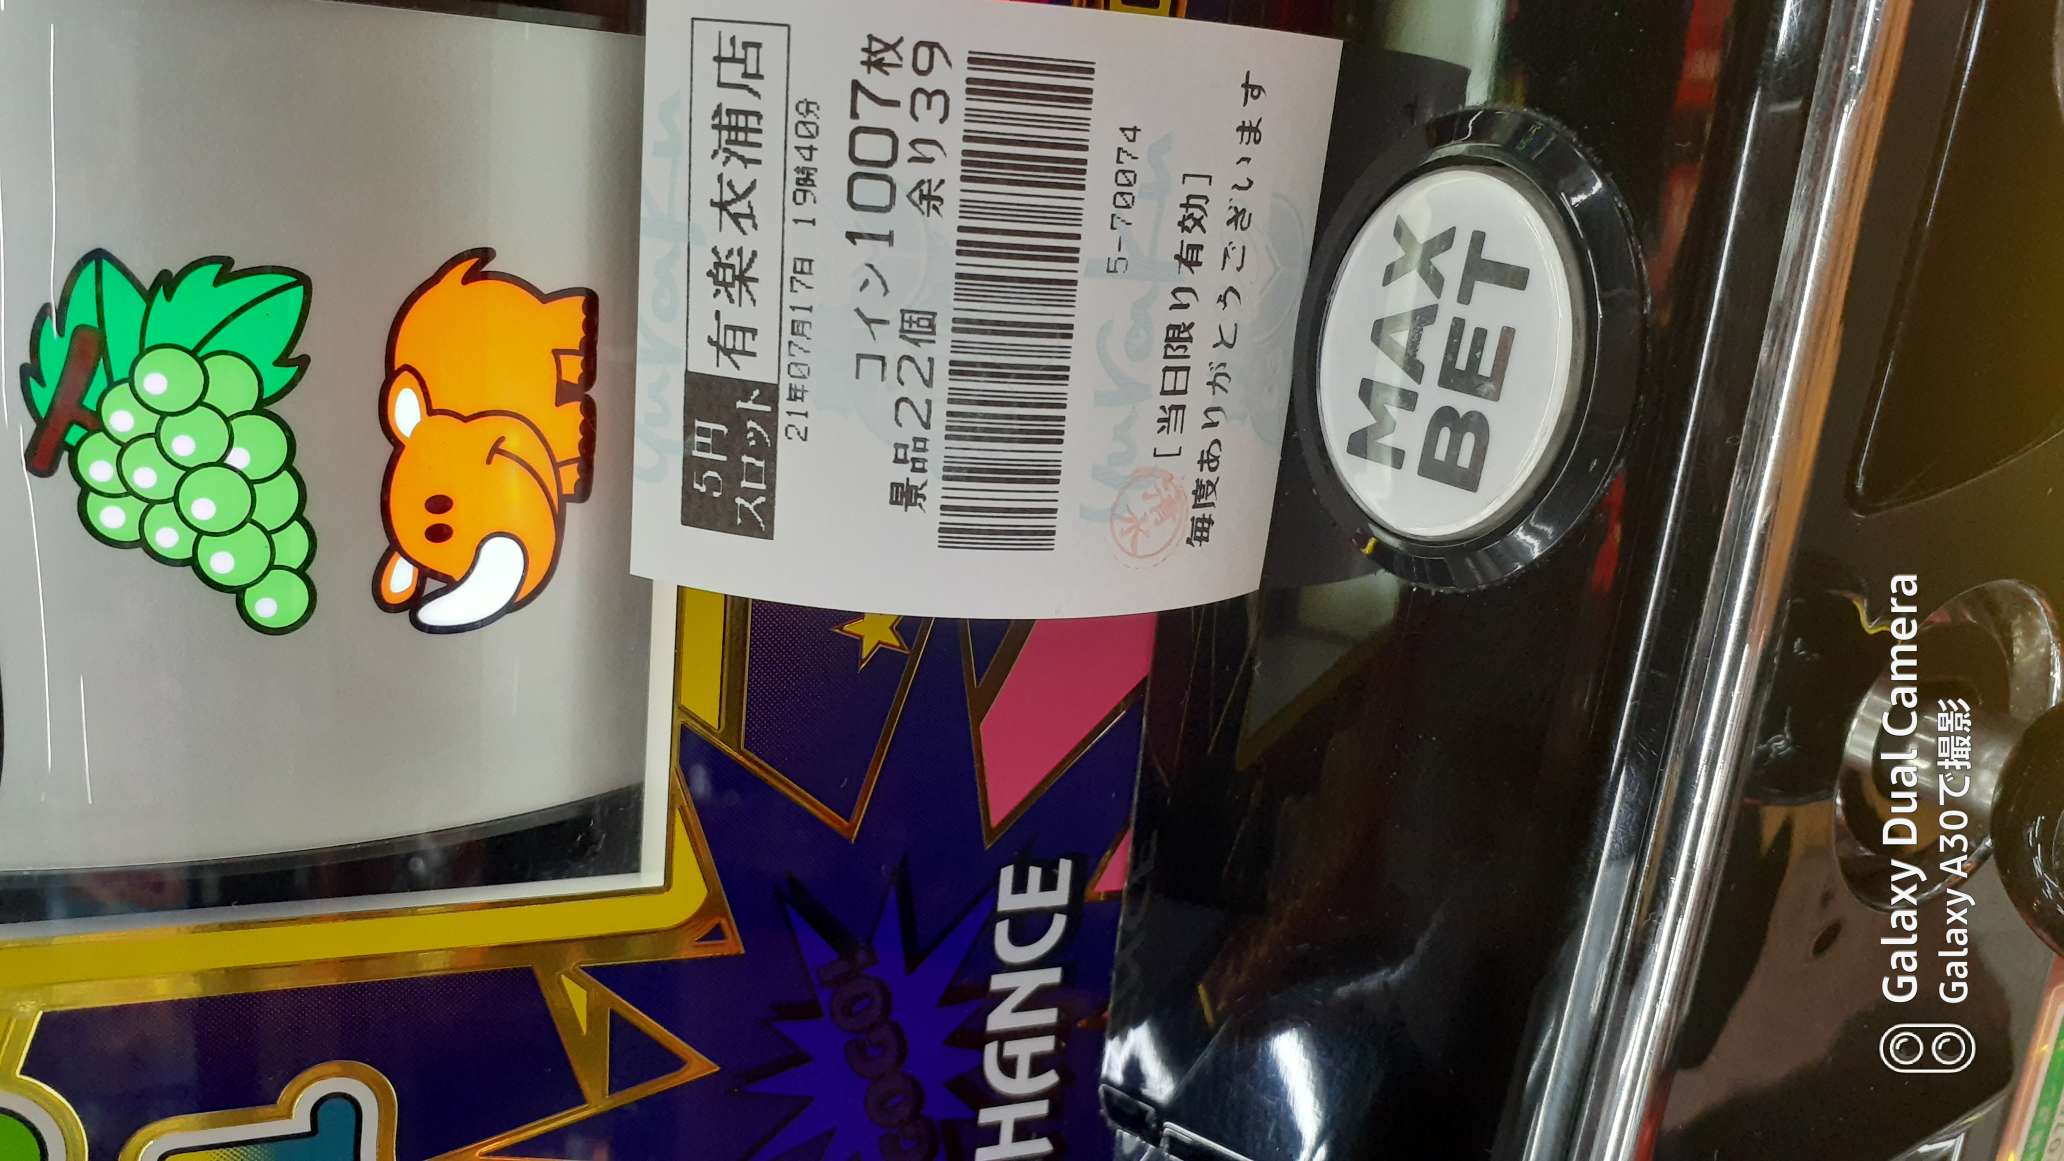 5円スロット 有楽衣浦店
21年07月17日 19時40分
コイン1007枚
景品22個 余り39
5-70074
[当日限り有効]
毎度ありがとうございます
MAX
BET
GOGO!
CHANCE
Galaxy Dual Camera
Galaxy A30で撮影